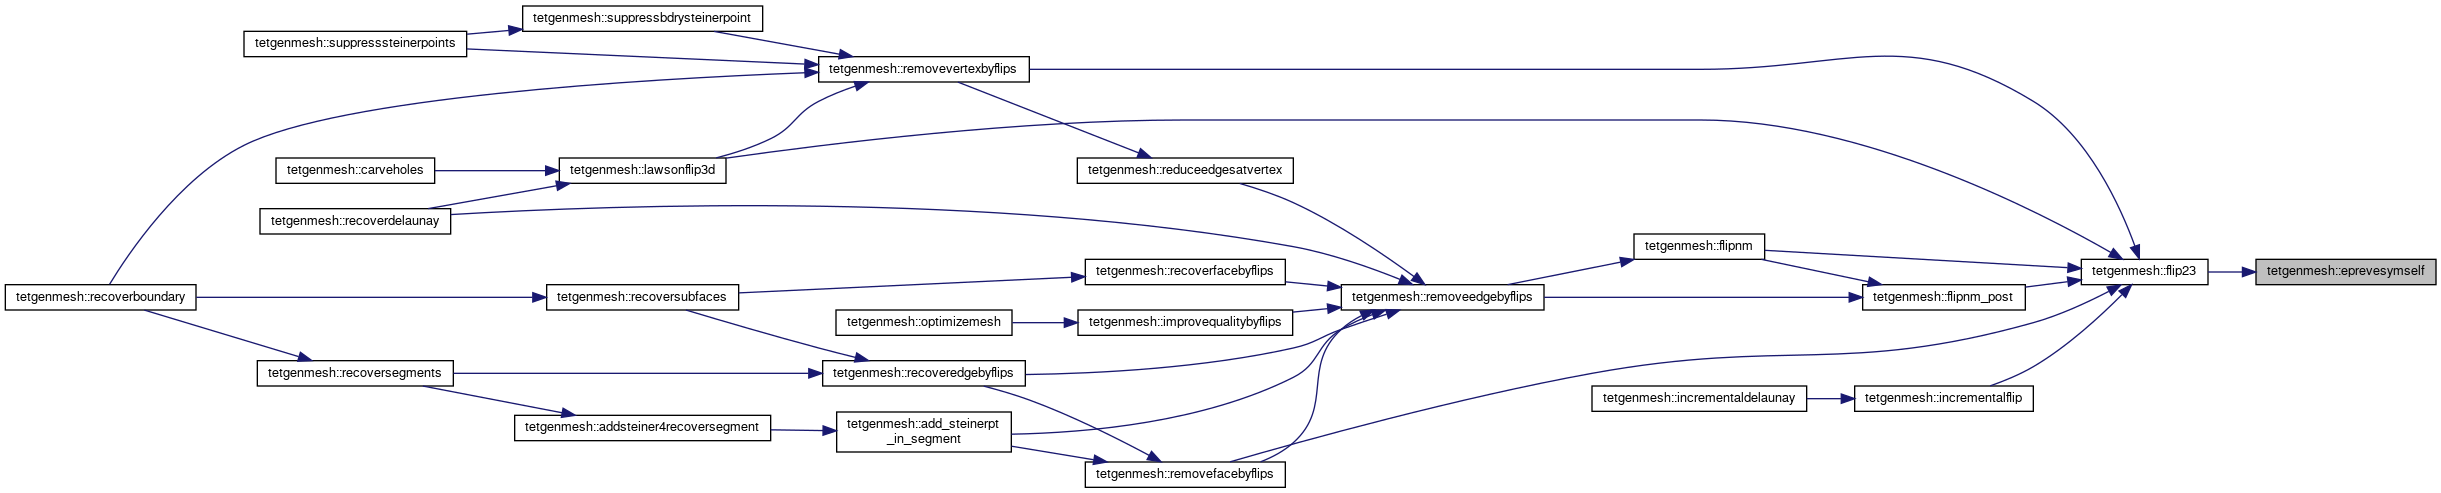 tetgenmesh::suppressbdrysteinerpoint
tetgenmesh::suppresssteinerpoints
tetgenmesh::removevertexbyflips
tetgenmesh::carveholes
tetgenmesh::lawsonflip3d
tetgenmesh::reduceedgesatvertex
tetgenmesh::recoverdelaunay
tetgenmesh::flipnm
tetgenmesh::recoverfacebyflips
tetgenmesh::flip23
tetgenmesh::eprevesymself
tetgenmesh::recoverboundary
tetgenmesh::recoversubfaces
tetgenmesh::removeedgebyflips
tetgenmesh::flipnm_post
tetgenmesh::optimizemesh
tetgenmesh::improvequalitybyflips
tetgenmesh::recoversegments
tetgenmesh::recoveredgebyflips
tetgenmesh::incrementaldelaunay
tetgenmesh::incrementalflip
tetgenmesh::addsteiner4recoversegment
tetgenmesh::add_steinerpt
_in_segment
tetgenmesh::removefacebyflips